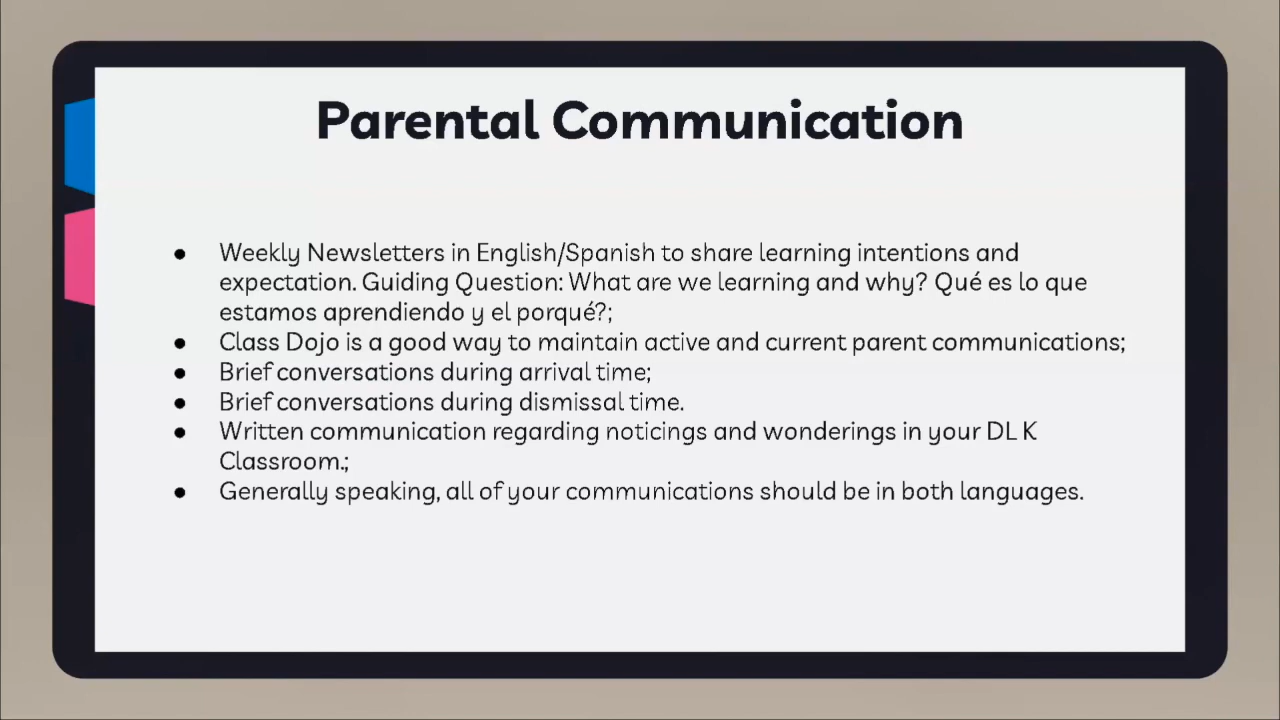 Parental Communication
● Weekly Newsletters in English/Spanish to share learning intentions and
expectation. Guiding Question: What are we learning and why? Qué es lo que
estamos aprendiendo y el porqué?;
● Class Dojo is a good way to maintain active and current parent communications;
● Brief conversations during arrival time;
● Brief conversations during dismissal time.
● Written communication regarding noticings and wonderings in your DL K
Classroom.;
● Generally speaking, all of your communications should be in both languages.